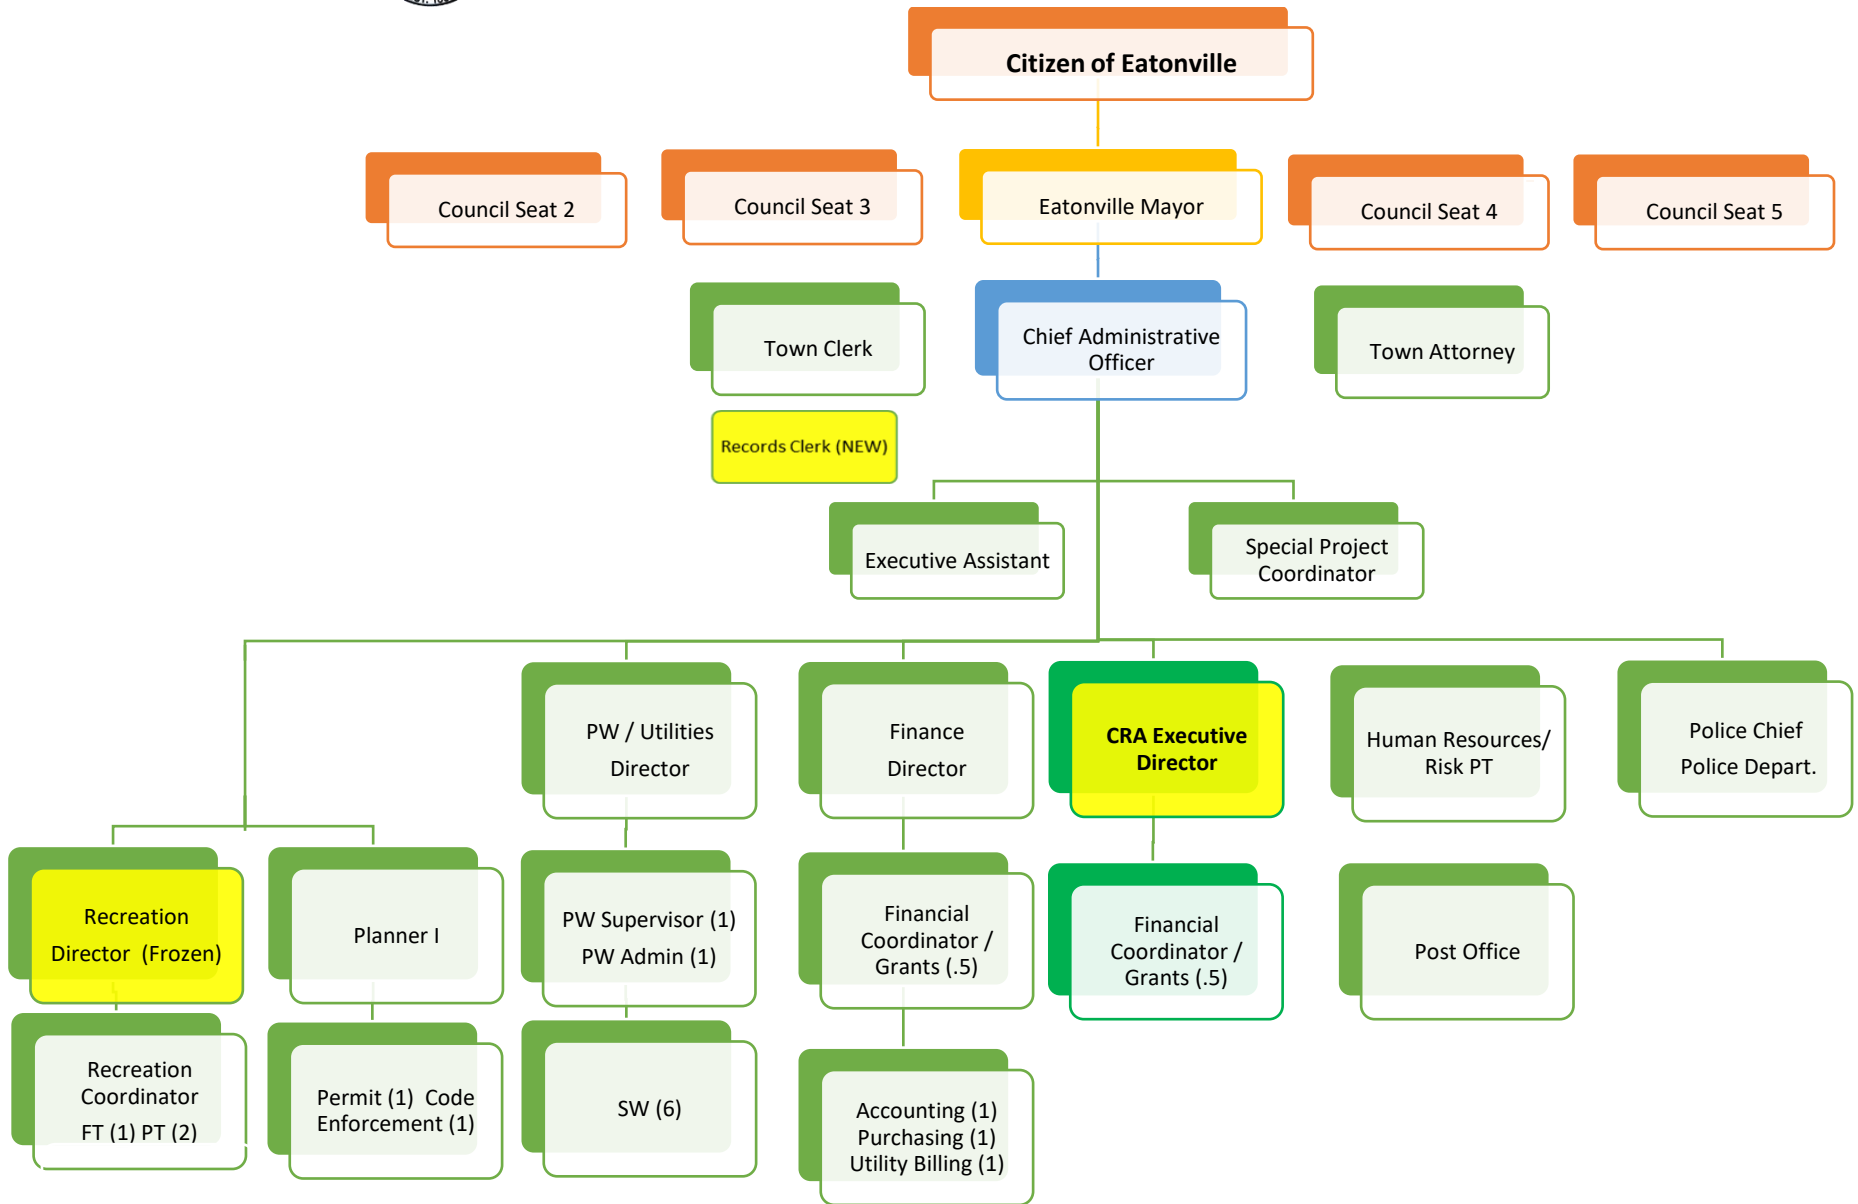 Citizen of Eatonville
Council Seat 2
Council Seat 3
Eatonville Mayor
Council Seat 4
Council Seat 5
Town Clerk
Chief Administrative
Officer
Town Attorney
Records Clerk (NEW)
Executive Assistant
Special Project
Coordinator
PW / Utilities
Director
Finance
Director
CRA Executive
Director
Human Resources/
Risk PT
Police Chief
Police Depart.
Recreation
Director (Frozen)
Planner I
PW Supervisor (1)
PW Admin (1)
Financial
Coordinator /
Grants (.5)
Financial
Coordinator /
Grants (.5)
Post Office
Recreation
Coordinator
FT (1) PT (2)
Permit (1) Code
Enforcement (1)
SW (6)
Accounting (1)
Purchasing (1)
Utility Billing (1)